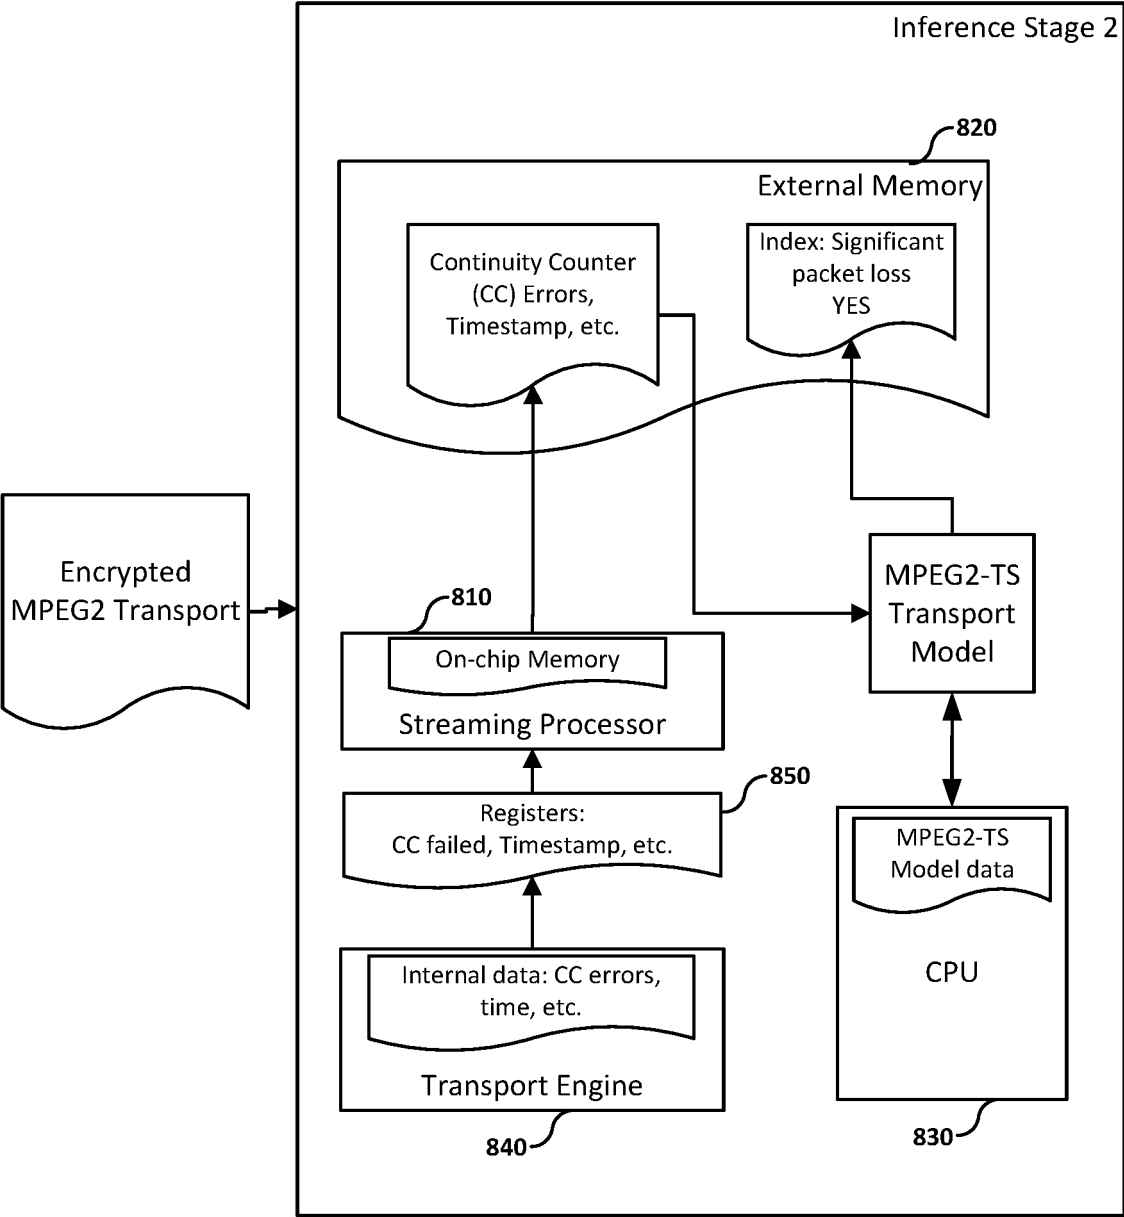 Inference Stage 2
820
External Memory
Continuity Counter
(CC) Errors,
Timestamp, etc.
Index: Significant
packet loss
YES
Encrypted
MPEG2 Transport
MPEG2-TS
Transport
Model
810
On-chip Memory
Streaming Processor
850
Registers:
CC failed, Timestamp, etc.
MPEG2-TS
Model data
CPU
Internal data: CC errors,
time, etc.
Transport Engine
840
830